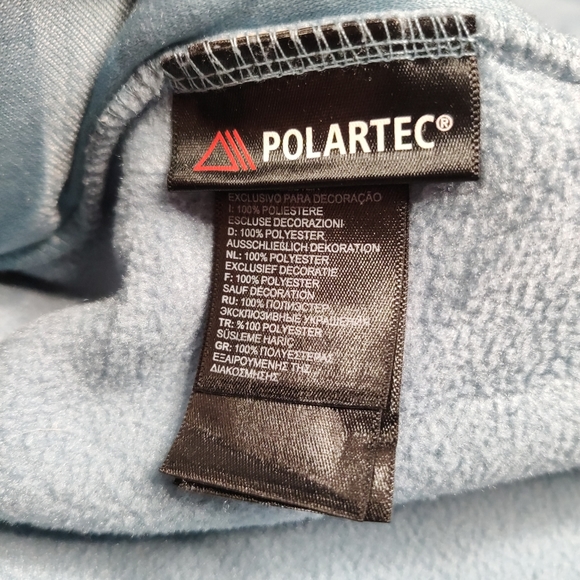 POLARTEC®
EXCLUSIVO PARA DECORAÇÃO
I: 100% POLIESTERE
ESCLUSE DECORAZIONI
D: 100% POLYESTER
AUSSCHLIEßLICH DEKORATION
NL: 100% POLYESTER
EXCLUSIEF DECORATIE
F: 100% POLYESTER
SAUF DÉCORATION
RU: 100% ПОЛИЭСТЕР
ЭКСКЛЮЗИВНЫЕ УКРАШЕНИЯ
TR: %100 POLYESTER
SÜSLEME HARİÇ
GR: 100% ΠΟΛΥΕΣΤΕΡΑΣ
ΕΞΑΙΡΟΥΜΕΝΗΣ ΤΗΣ
ΔΙΑΚΟΣΜΗΣΗΣ